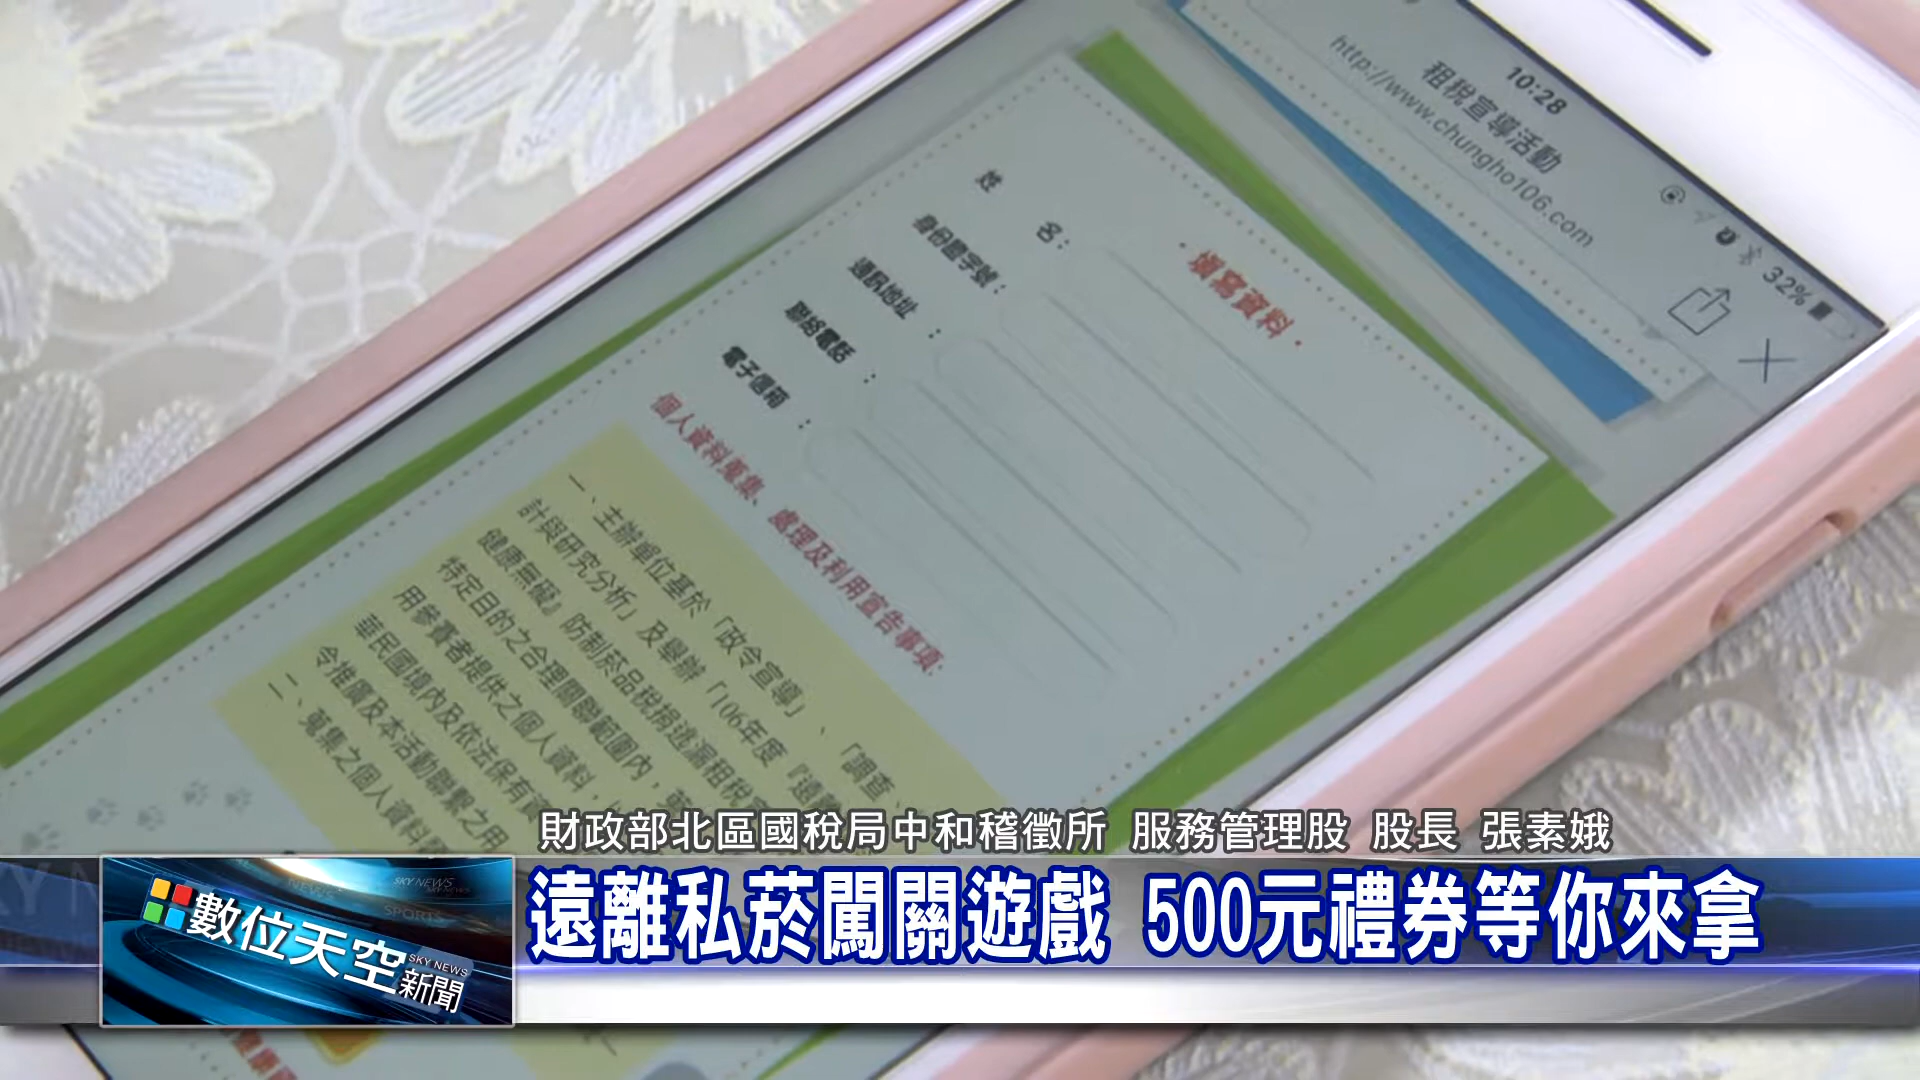 10:28
32%
租稅宣導活動
http://www.chungho106.com
填寫資料
姓 名：
身份證字號：
通訊地址：
聯絡電話：
電子信箱：
個人資料蒐集、處理及利用宣告事項:
一、主辦單位基於「政令宣導」、「調查、
計與研究分析」及舉辦「106年度『遠離
健康無礙』防制菸品稅捐逃漏租稅宣
特定目的之合理關聯範圍內，蒐
用參賽者提供之個人資料，
華民國境內及依法保有資
令推廣及本活動聯繫之用
二、蒐集之個人資料
財政部北區國稅局中和稽徵所 服務管理股 股長 張素娥
遠離私菸闖關遊戲 500元禮券等你來拿
數位天空
SKY NEWS
新聞